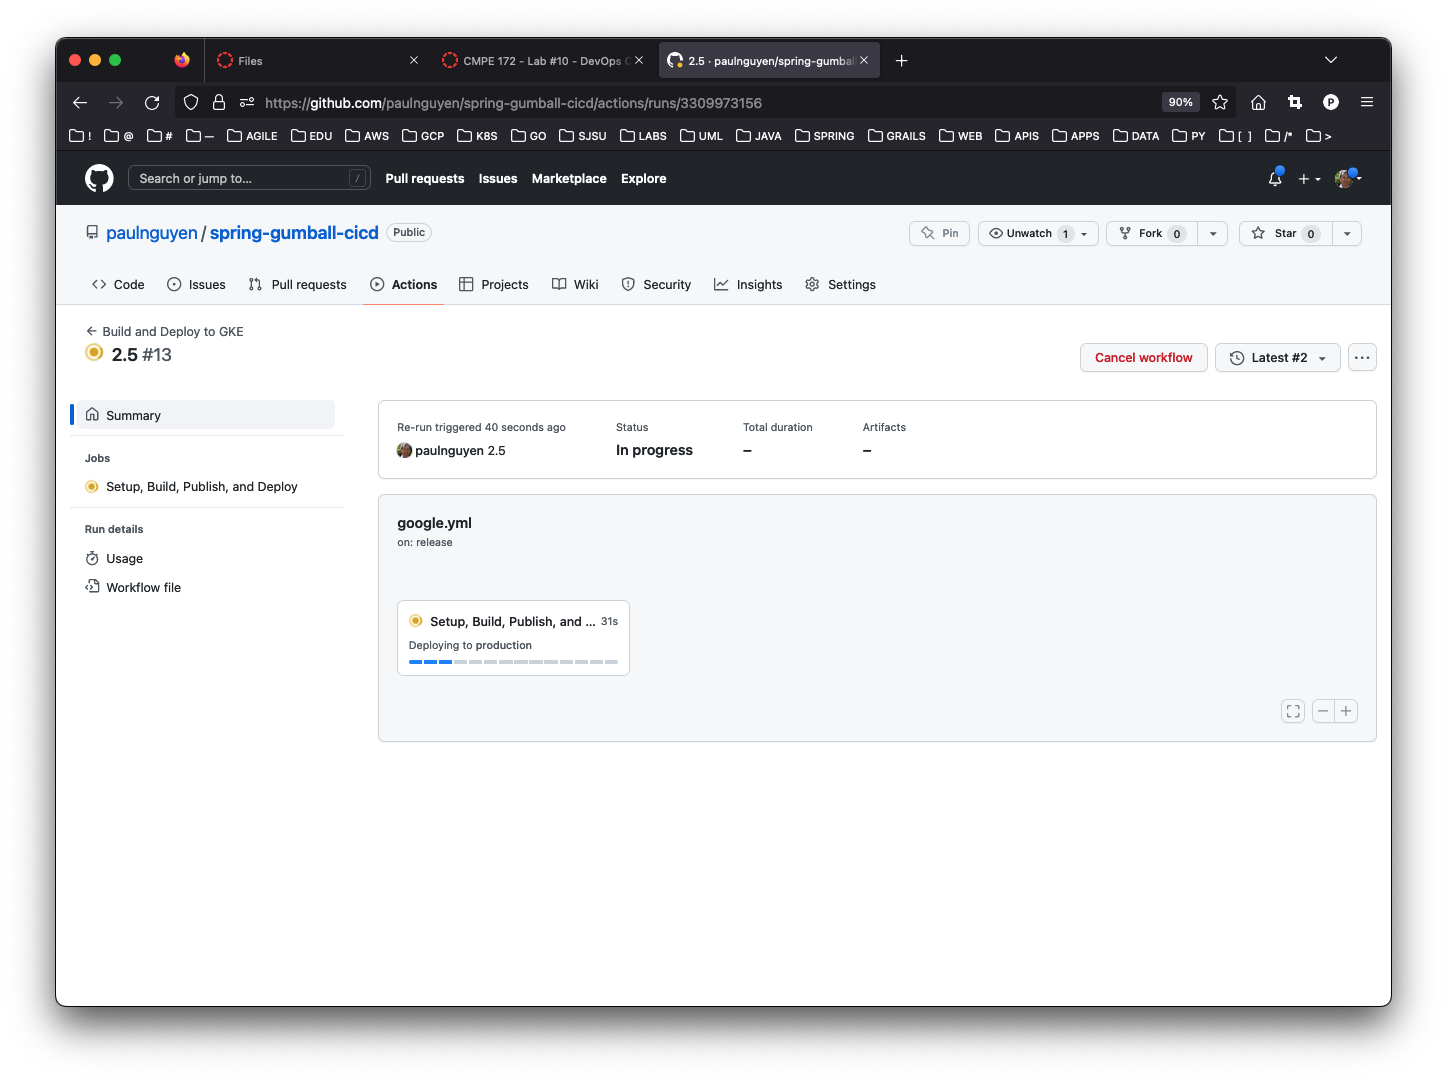 Files
CMPE 172 - Lab #10 - DevOps
2.5 · paulnguyen/spring-gumbal
https://github.com/paulnguyen/spring-gumball-cicd/actions/runs/3309973156
90%
P
! @ # — AGILE EDU AWS GCP K8S GO SJSU LABS UML JAVA SPRING GRAILS WEB APIS APPS DATA PY [ ] /* >
Search or jump to... /
Pull requests Issues Marketplace Explore
paulnguyen / spring-gumball-cicd Public
Pin Unwatch 1 Fork 0 Star 0
Code Issues Pull requests Actions Projects Wiki Security Insights Settings
Build and Deploy to GKE
2.5 #13
Cancel workflow Latest #2 ...
Summary
Jobs
Setup, Build, Publish, and Deploy
Run details
Usage
Workflow file
Re-run triggered 40 seconds ago Status Total duration Artifacts
paulnguyen 2.5 In progress – –
google.yml
on: release
Setup, Build, Publish, and ... 31s
Deploying to production